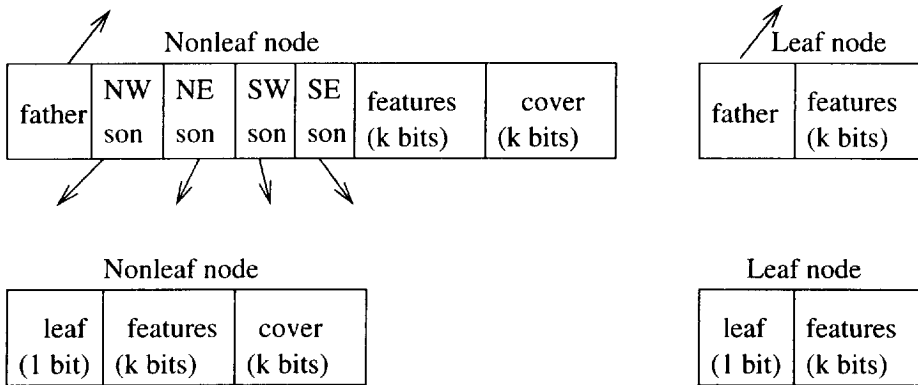 Nonleaf node
Leaf node
father NW son NE son SW son SE son features (k bits) cover (k bits)
father features (k bits)
Nonleaf node
Leaf node
leaf (1 bit) features (k bits) cover (k bits)
leaf (1 bit) features (k bits)